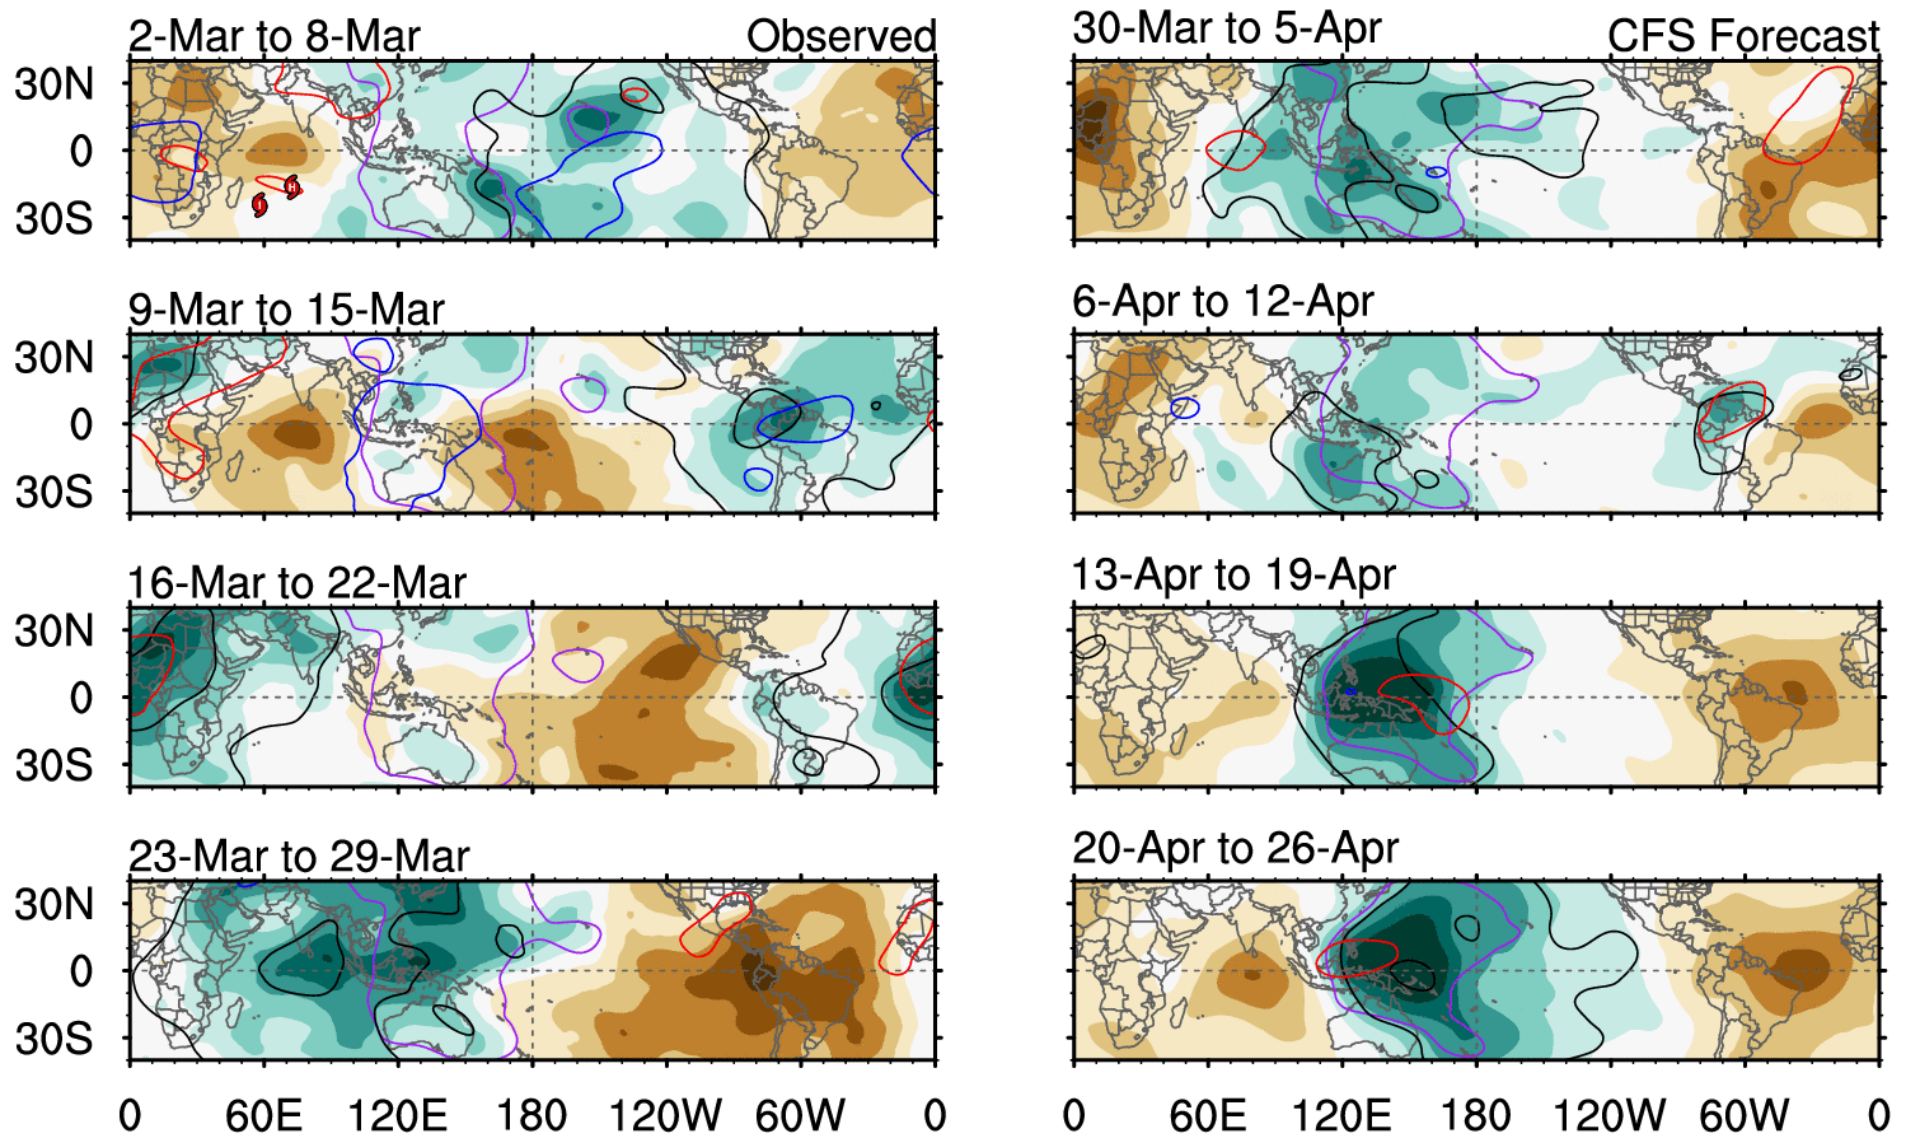 2-Mar to 8-Mar Observed
30N
0
30S
9-Mar to 15-Mar
30N
0
30S
16-Mar to 22-Mar
30N
0
30S
23-Mar to 29-Mar
30N
0
30S
0 60E 120E 180 120W 60W 0
30-Mar to 5-Apr CFS Forecast
6-Apr to 12-Apr
13-Apr to 19-Apr
20-Apr to 26-Apr
0 60E 120E 180 120W 60W 0